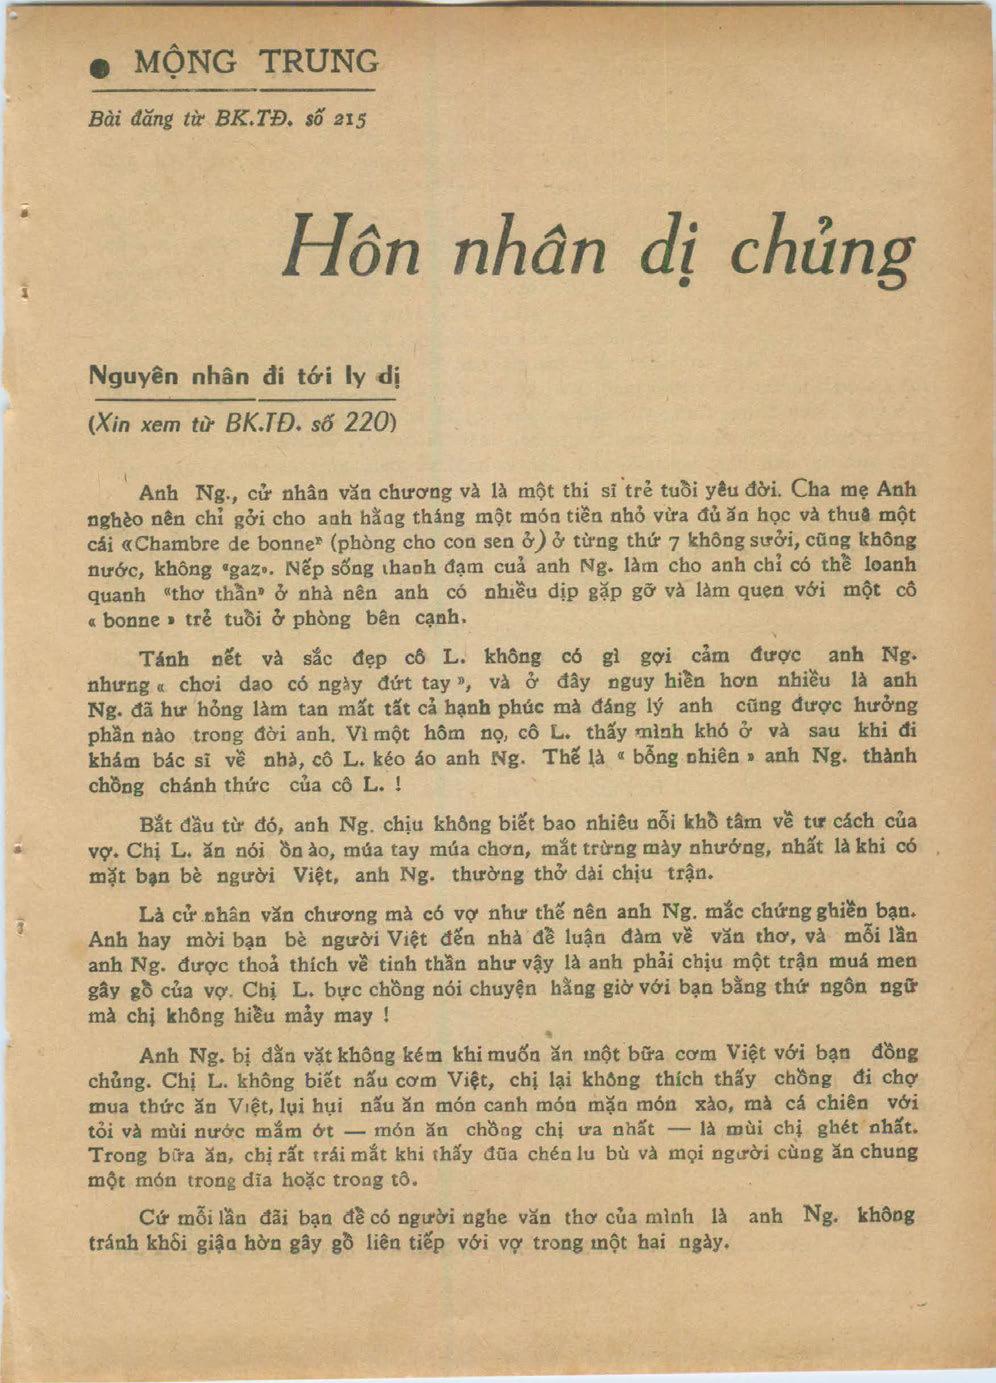 ● MỘNG TRUNG
Bài đăng từ BK.TĐ. số 215
Hôn nhân dị chủng
Nguyên nhân đi tới ly dị
(Xin xem từ BK.TĐ. số 220)
Anh Ng., cử nhân văn chương và là một thi sĩ trẻ tuổi yêu đời. Cha mẹ Anh
nghèo nên chỉ gởi cho anh hằng tháng một món tiền nhỏ vừa đủ ăn học và thuê một
cái «Chambre de bonne» (phòng cho con sen ở) ở từng thứ 7 không sưởi, cũng không
nước, không «gaz». Nếp sống thanh đạm cuả anh Ng. làm cho anh chỉ có thể loanh
quanh «thơ thẩn» ở nhà nên anh có nhiều dịp gặp gỡ và làm quen với một cô
« bonne » trẻ tuổi ở phòng bên cạnh.
Tánh nết và sắc đẹp cô L. không có gì gợi cảm được anh Ng.
nhưng « chơi dao có ngày đứt tay », và ở đây nguy hiển hơn nhiều là anh
Ng. đã hư hỏng làm tan mất tất cả hạnh phúc mà đáng lý anh cũng được hưởng
phần nào trong đời anh. Vì một hôm nọ, cô L. thấy mình khó ở và sau khi đi
khám bác sĩ về nhà, cô L. kéo áo anh Ng. Thế là « bỗng nhiên » anh Ng. thành
chồng chánh thức của cô L. !
Bắt đầu từ đó, anh Ng. chịu không biết bao nhiêu nỗi khổ tâm về tư cách của
vợ. Chị L. ăn nói ồn ào, múa tay múa chơn, mắt trừng mày nhướng, nhất là khi có
mặt bạn bè người Việt, anh Ng. thường thở dài chịu trận.
Là cử nhân văn chương mà có vợ như thế nên anh Ng. mắc chứng ghiền bạn.
Anh hay mời bạn bè người Việt đến nhà để luận đàm về văn thơ, và mỗi lần
anh Ng. được thoả thích về tinh thần như vậy là anh phải chịu một trận muá men
gây gỗ của vợ. Chị L. bực chồng nói chuyện hằng giờ với bạn bằng thứ ngôn ngữ
mà chị không hiểu mảy may !
Anh Ng. bị dằn vặt không kém khi muốn ăn một bữa cơm Việt với bạn đồng
chủng. Chị L. không biết nấu cơm Việt, chị lại không thích thấy chồng đi chợ
mua thức ăn Việt, lụi hụi nấu ăn món canh món mặn món xào, mà cá chiên với
tỏi và mùi nước mắm ớt — món ăn chồng chị ưa nhất — là mùi chị ghét nhất.
Trong bữa ăn, chị rất trái mắt khi thấy đũa chén lu bù và mọi người cùng ăn chung
một món trong dĩa hoặc trong tô.
Cứ mỗi lần đãi bạn để có người nghe văn thơ của mình là anh Ng. không
tránh khỏi giận hờn gây gỗ liên tiếp với vợ trong một hai ngày.